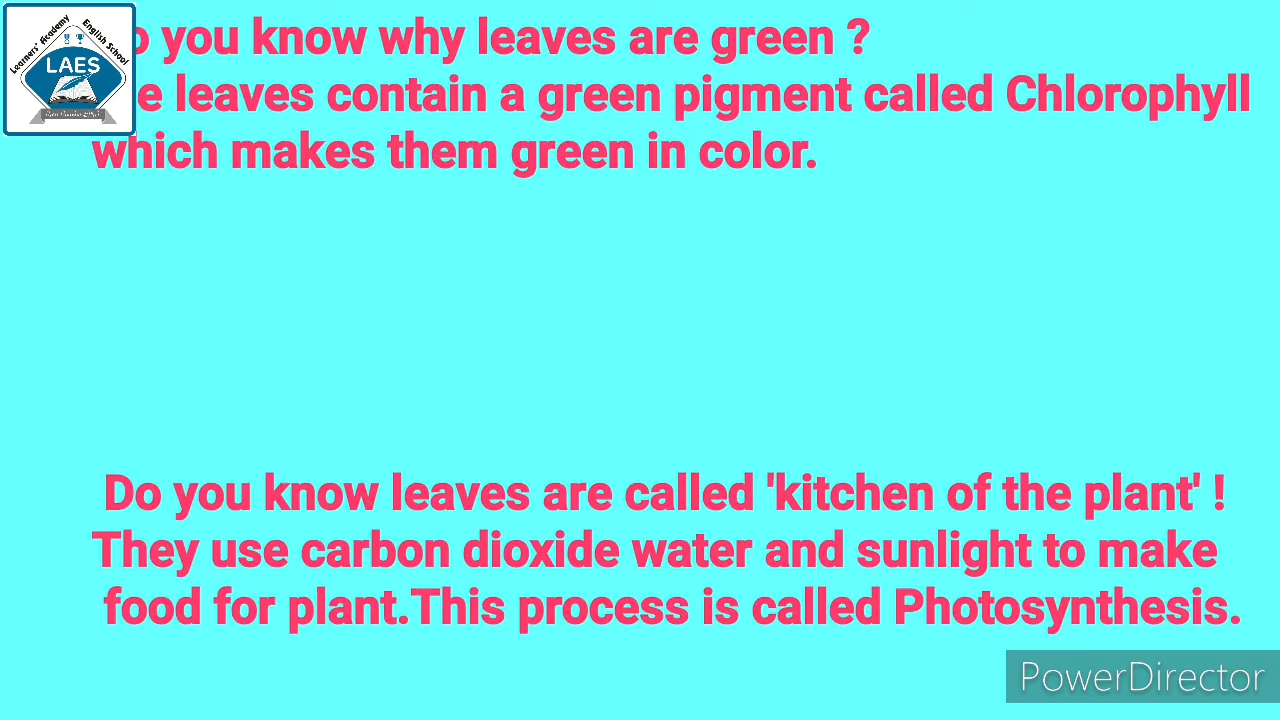 Learners' Academy English School
LAES
you know why leaves are green ?
leaves contain a green pigment called Chlorophyll
which makes them green in color.
Do you know leaves are called 'kitchen of the plant' !
They use carbon dioxide water and sunlight to make
food for plant.This process is called Photosynthesis.
PowerDirector